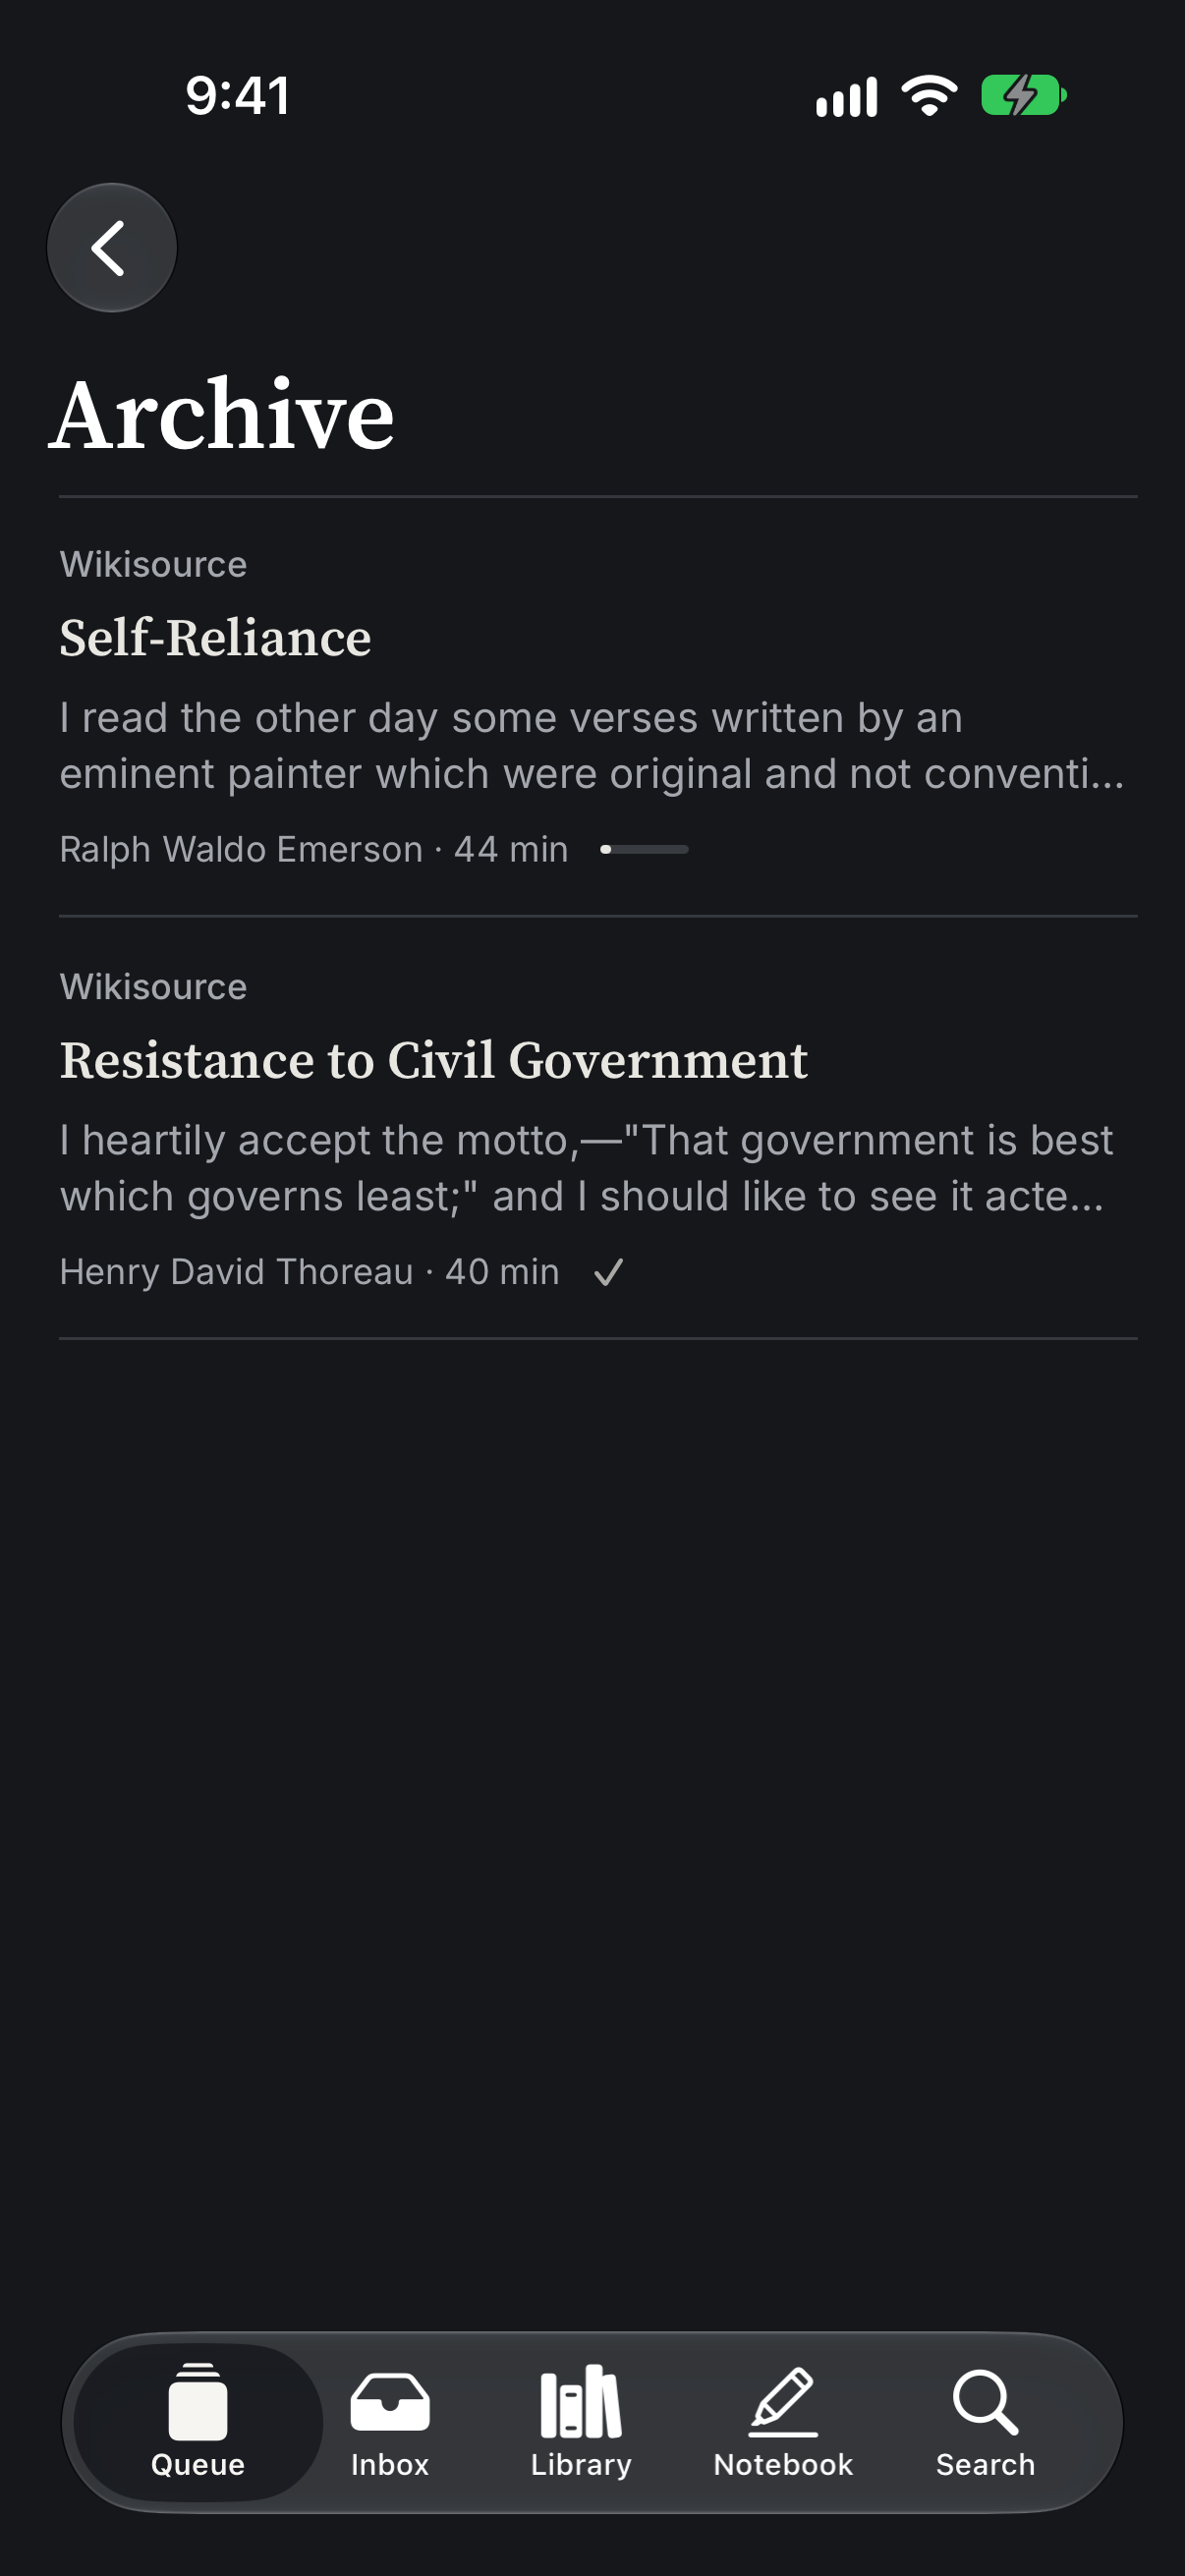 9:41
Archive
Wikisource
Self-Reliance
I read the other day some verses written by an
eminent painter which were original and not conventi...
Ralph Waldo Emerson · 44 min
Wikisource
Resistance to Civil Government
I heartily accept the motto,—"That government is best
which governs least;" and I should like to see it acte...
Henry David Thoreau · 40 min
Queue Inbox Library Notebook Search